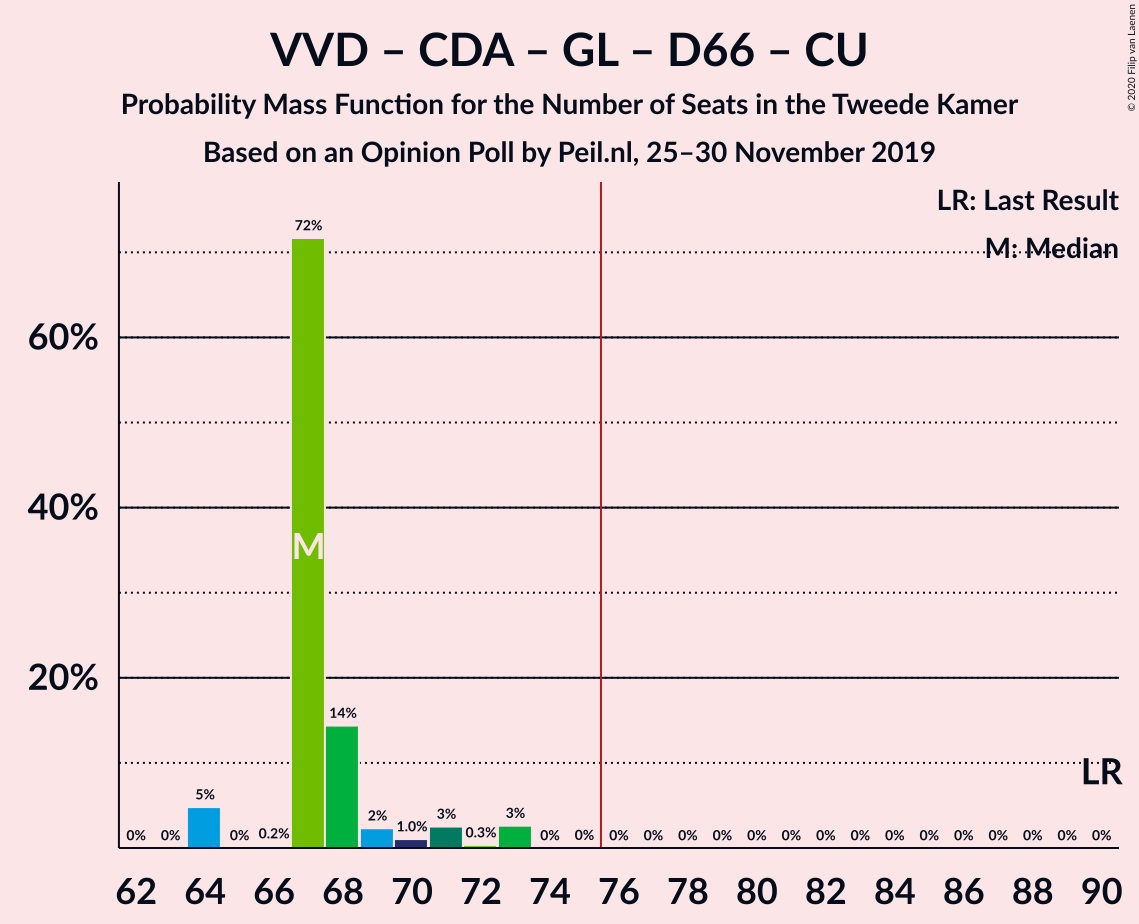 VVD – CDA – GL – D66 – CU
Probability Mass Function for the Number of Seats in the Tweede Kamer
Based on an Opinion Poll by Peil.nl, 25–30 November 2019
© 2020 Filip van Laenen
LR: Last Result
M: Median
60%
40%
20%
0% 0% 5% 0% 0.2% 72% 14% 2% 1.0% 3% 0.3% 3% 0% 0% 0% 0% 0% 0% 0% 0% 0% 0% 0% 0% 0% 0% 0% 0% 0%
M
LR
62 64 66 68 70 72 74 76 78 80 82 84 86 88 90